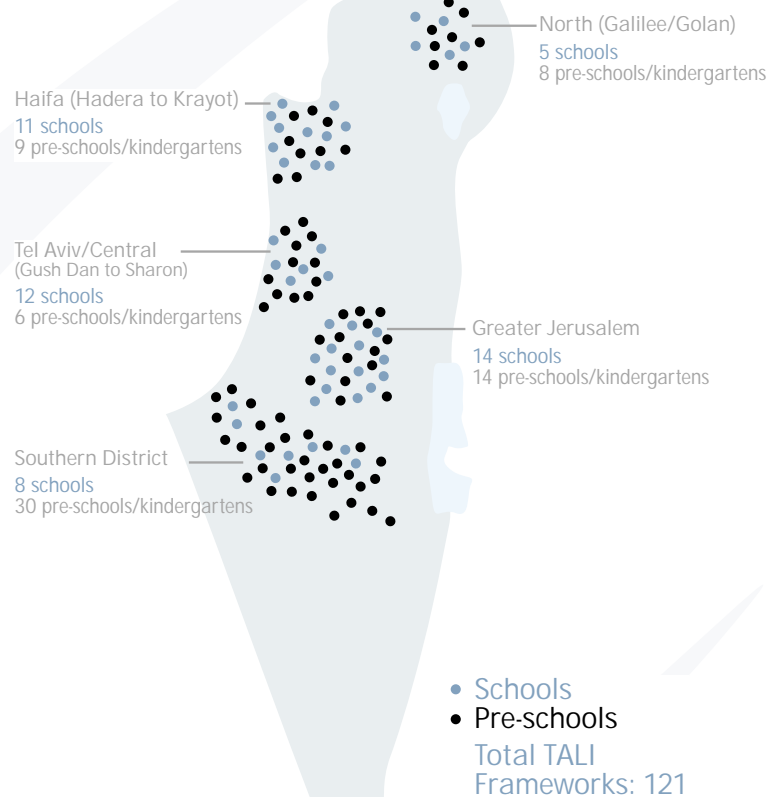 North (Galilee/Golan)
5 schools
8 pre-schools/kindergartens
Haifa (Hadera to Krayot)
11 schools
9 pre-schools/kindergartens
Tel Aviv/Central
(Gush Dan to Sharon)
12 schools
6 pre-schools/kindergartens
Greater Jerusalem
14 schools
14 pre-schools/kindergartens
Southern District
8 schools
30 pre-schools/kindergartens
Schools
Pre-schools
Total TALI
Frameworks: 121